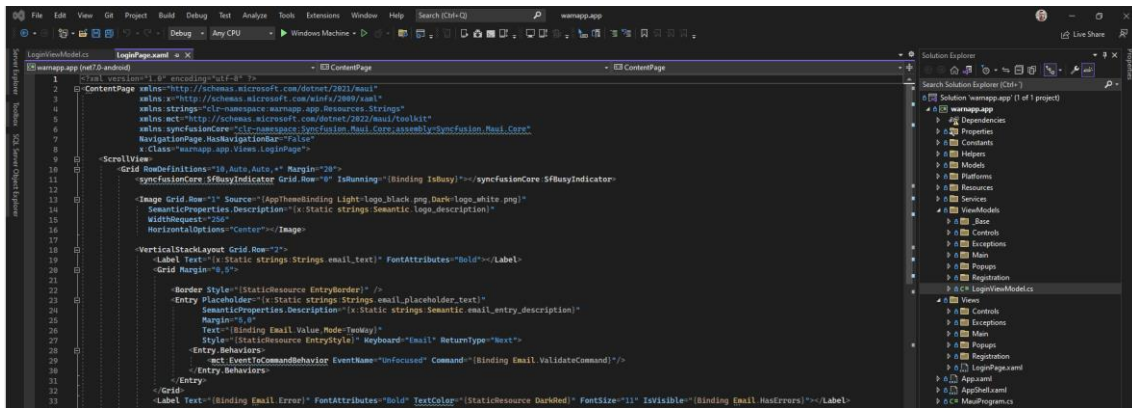 File Edit View Git Project Build Debug Test Analyze Tools Extensions Window Help Search (Ctrl+Q) warnapp.app
Debug Any CPU Windows Machine Live Share
LoginViewModel.cs LoginPage.xaml
warnapp.app (net7.0-android) ContentPage ContentPage
1 <?xml version="1.0" encoding="utf-8" ?>
2 <ContentPage xmlns="http://schemas.microsoft.com/dotnet/2021/maui"
3 xmlns:x="http://schemas.microsoft.com/winfx/2009/xaml"
4 xmlns:strings="clr-namespace:warnapp.app.Resources.Strings"
5 xmlns:mct="http://schemas.microsoft.com/dotnet/2022/maui/toolkit"
6 xmlns:syncfusionCore="clr-namespace:Syncfusion.Maui.Core;assembly=Syncfusion.Maui.Core"
7 NavigationPage.HasNavigationBar="False"
8 x:Class="warnapp.app.Views.LoginPage">
9 <ScrollView>
10 <Grid RowDefinitions="10,Auto,Auto,*" Margin="20">
11 <syncfusionCore:SfBusyIndicator Grid.Row="0" IsRunning="{Binding IsBusy}"></syncfusionCore:SfBusyIndicator>
12
13 <Image Grid.Row="1" Source="{AppThemeBinding Light=logo_black.png,Dark=logo_white.png}"
14 SemanticProperties.Description="{x:Static strings:Semantic.logo_description}"
15 WidthRequest="256"
16 HorizontalOptions="Center"></Image>
17
18 <VerticalStackLayout Grid.Row="2">
19 <Label Text="{x:Static strings:Strings.email_text}" FontAttributes="Bold"></Label>
20 <Grid Margin="0,5">
21
22 <Border Style="{StaticResource EntryBorder}" />
23 <Entry Placeholder="{x:Static strings:Strings.email_placeholder_text}"
24 SemanticProperties.Description="{x:Static strings:Semantic.email_entry_description}"
25 Margin="5,0"
26 Text="{Binding Email.Value,Mode=TwoWay}"
27 Style="{StaticResource EntryStyle}" Keyboard="Email" ReturnType="Next">
28 <Entry.Behaviors>
29 <mct:EventToCommandBehavior EventName="Unfocused" Command="{Binding Email.ValidateCommand}"/>
30 </Entry.Behaviors>
31 </Entry>
32 </Grid>
33 <Label Text="{Binding Email.Error}" FontAttributes="Bold" TextColor="{StaticResource DarkRed}" FontSize="11" IsVisible="{Binding Email.HasErrors}"></Label>
Server Explorer
Toolbox
SQL Server Object Explorer
Solution Explorer
Search Solution Explorer (Ctrl+')
Solution 'warnapp.app' (1 of 1 project)
warnapp.app
Dependencies
Properties
Constants
Helpers
Models
Platforms
Resources
Services
ViewModels
_Base
Controls
Exceptions
Main
Popups
Registration
C# LoginViewModel.cs
Views
Controls
Exceptions
Main
Popups
Registration
LoginPage.xaml
App.xaml
AppShell.xaml
C# MauiProgram.cs
Properties